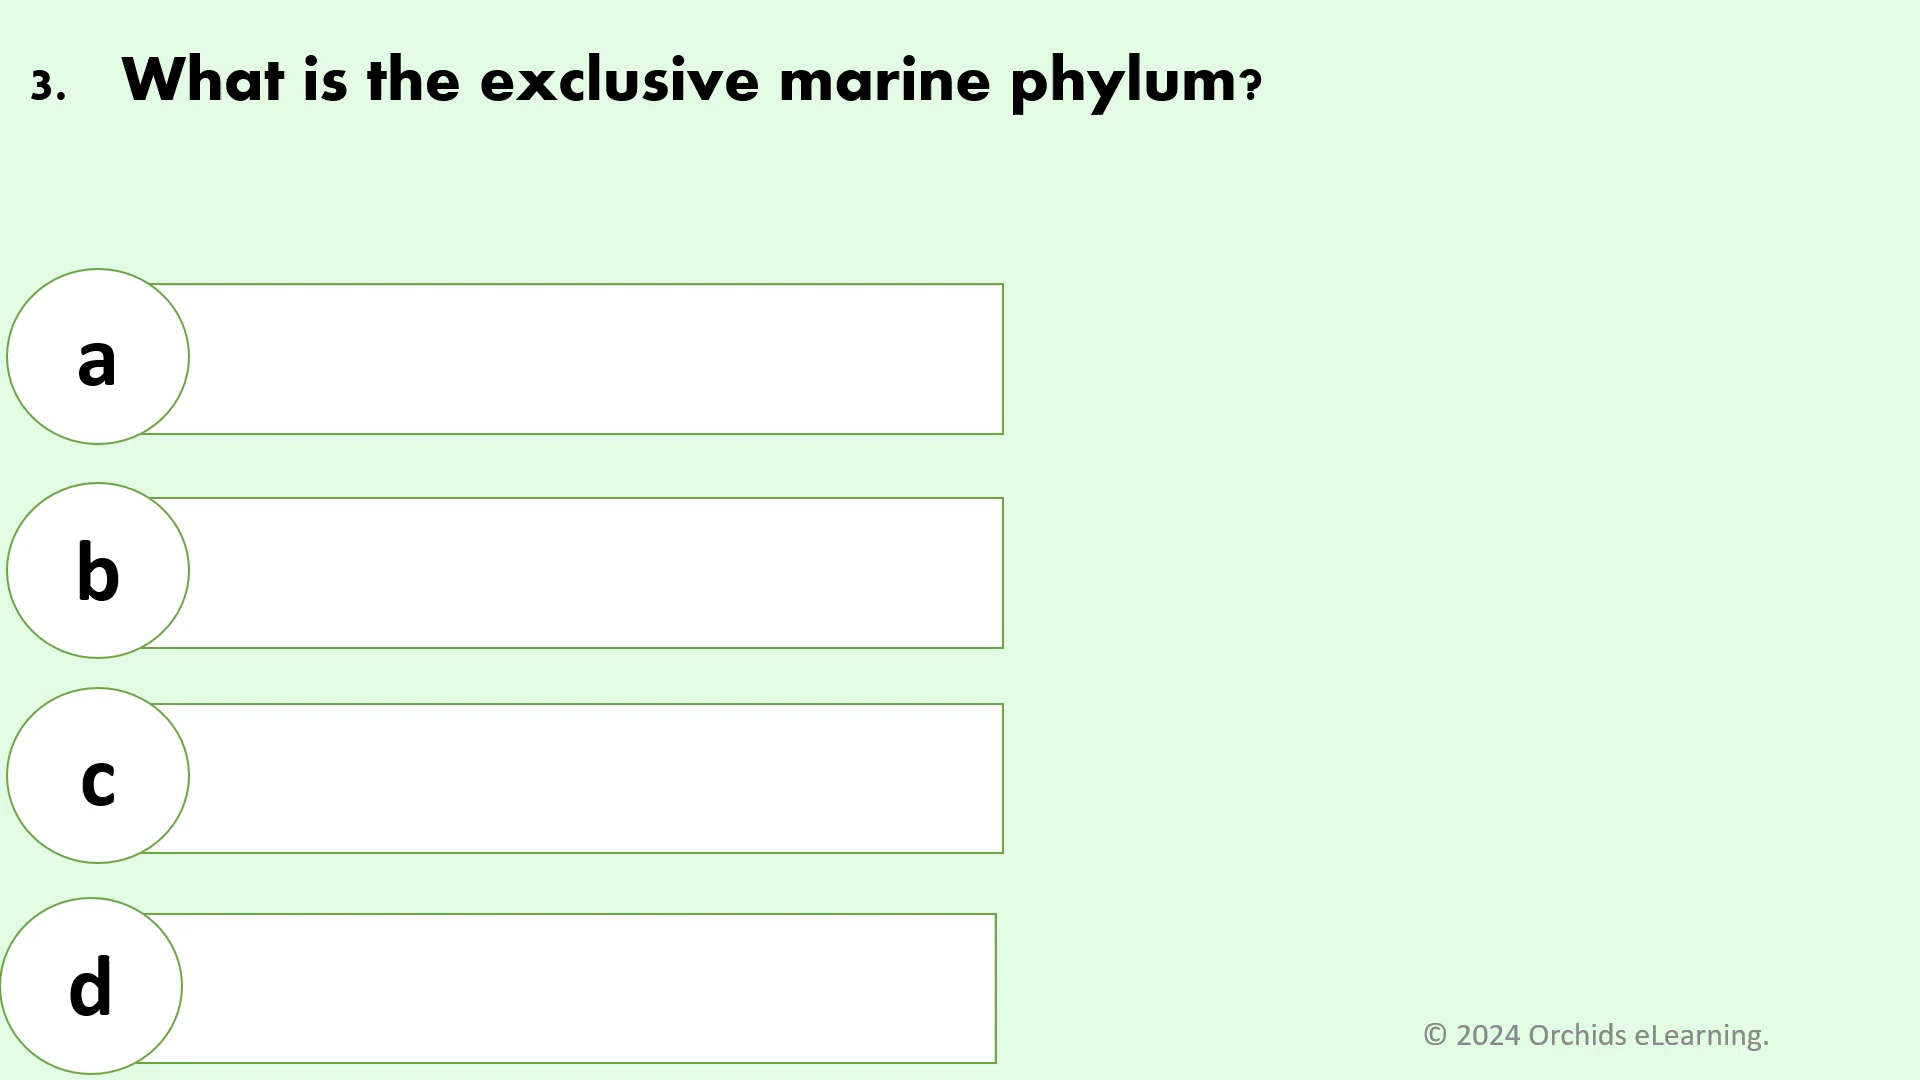 3. What is the exclusive marine phylum?
a
b
c
d
© 2024 Orchids eLearning.